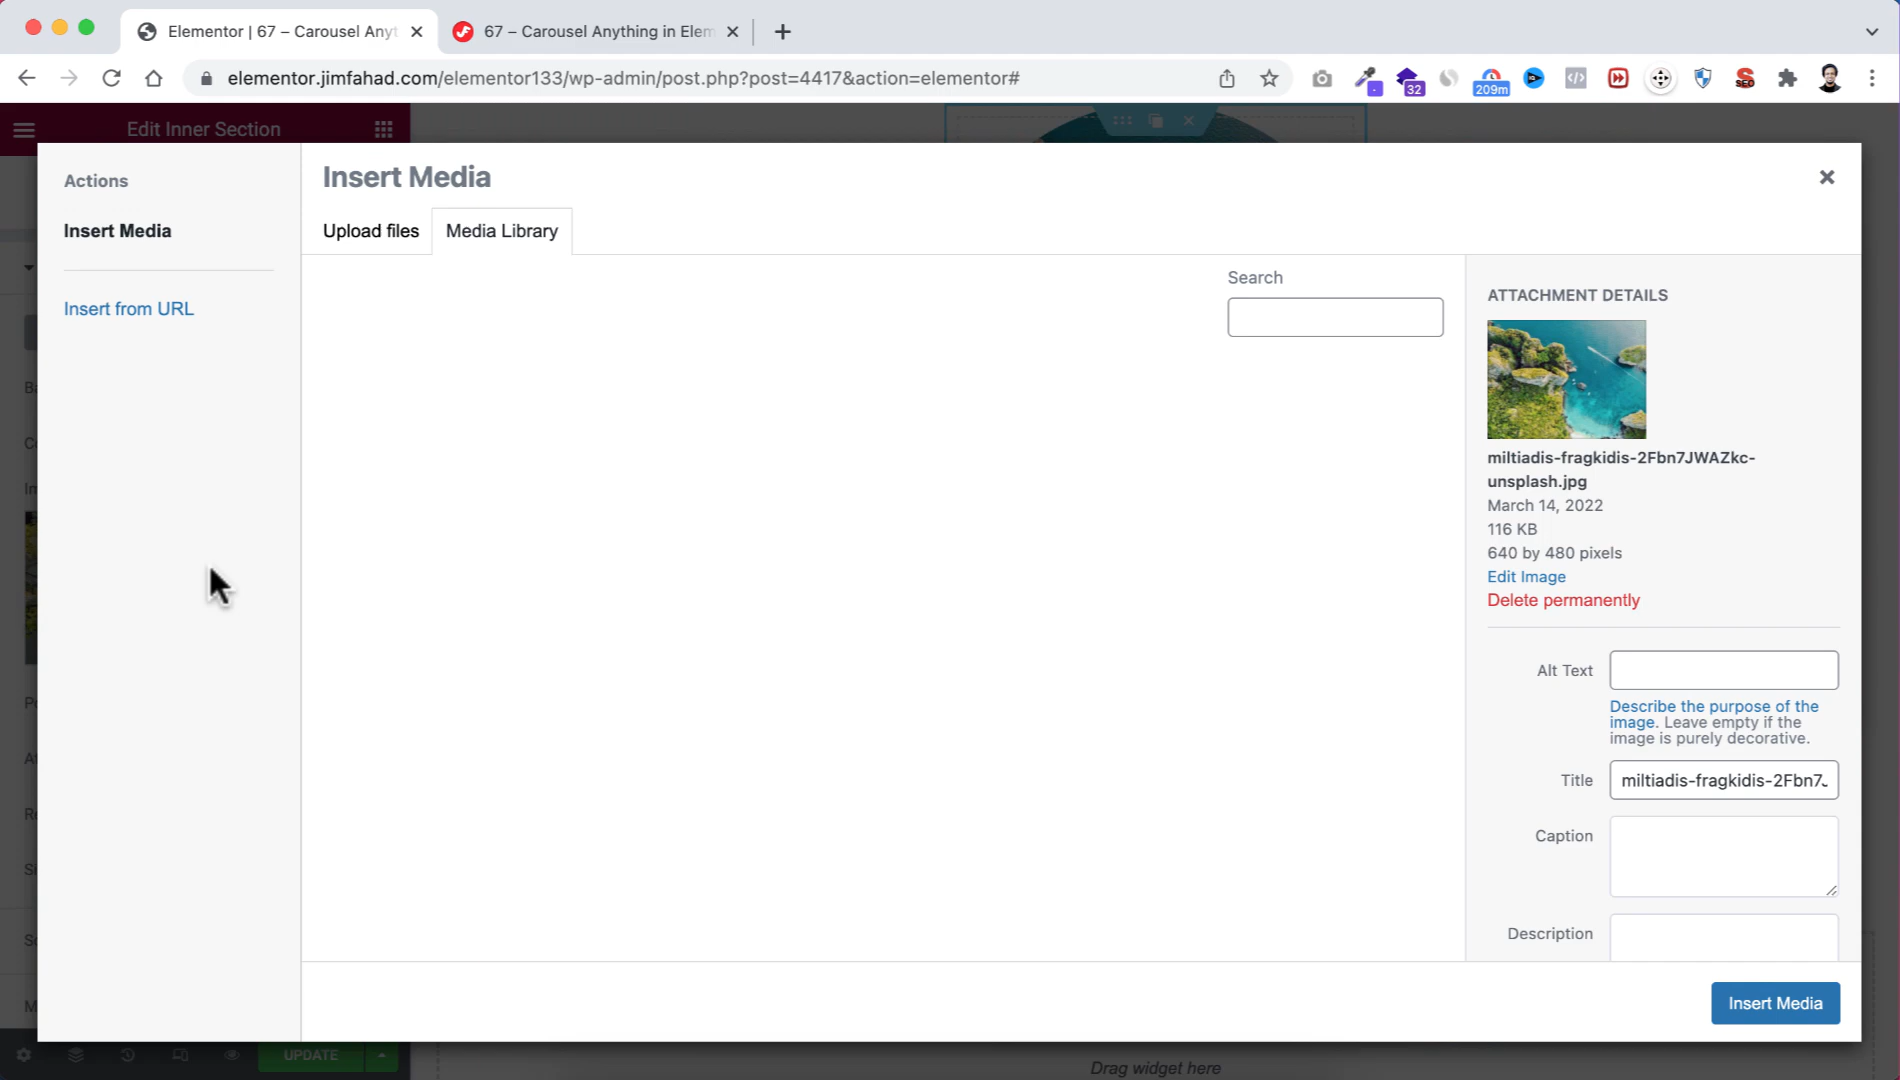 Elementor | 67 – Carousel Anyt
67 – Carousel Anything in Elem
elementor.jimfahad.com/elementor133/wp-admin/post.php?post=4417&action=elementor#
32
209m
SEO
Edit Inner Section
Actions
Insert Media
Insert from URL
Insert Media
Upload files
Media Library
Search
ATTACHMENT DETAILS
miltiadis-fragkidis-2Fbn7JWAZkc-
unsplash.jpg
March 14, 2022
116 KB
640 by 480 pixels
Edit Image
Delete permanently
Alt Text
Describe the purpose of the
image. Leave empty if the
image is purely decorative.
Title
miltiadis-fragkidis-2Fbn7J
Caption
Description
Insert Media
UPDATE
Drag widget here